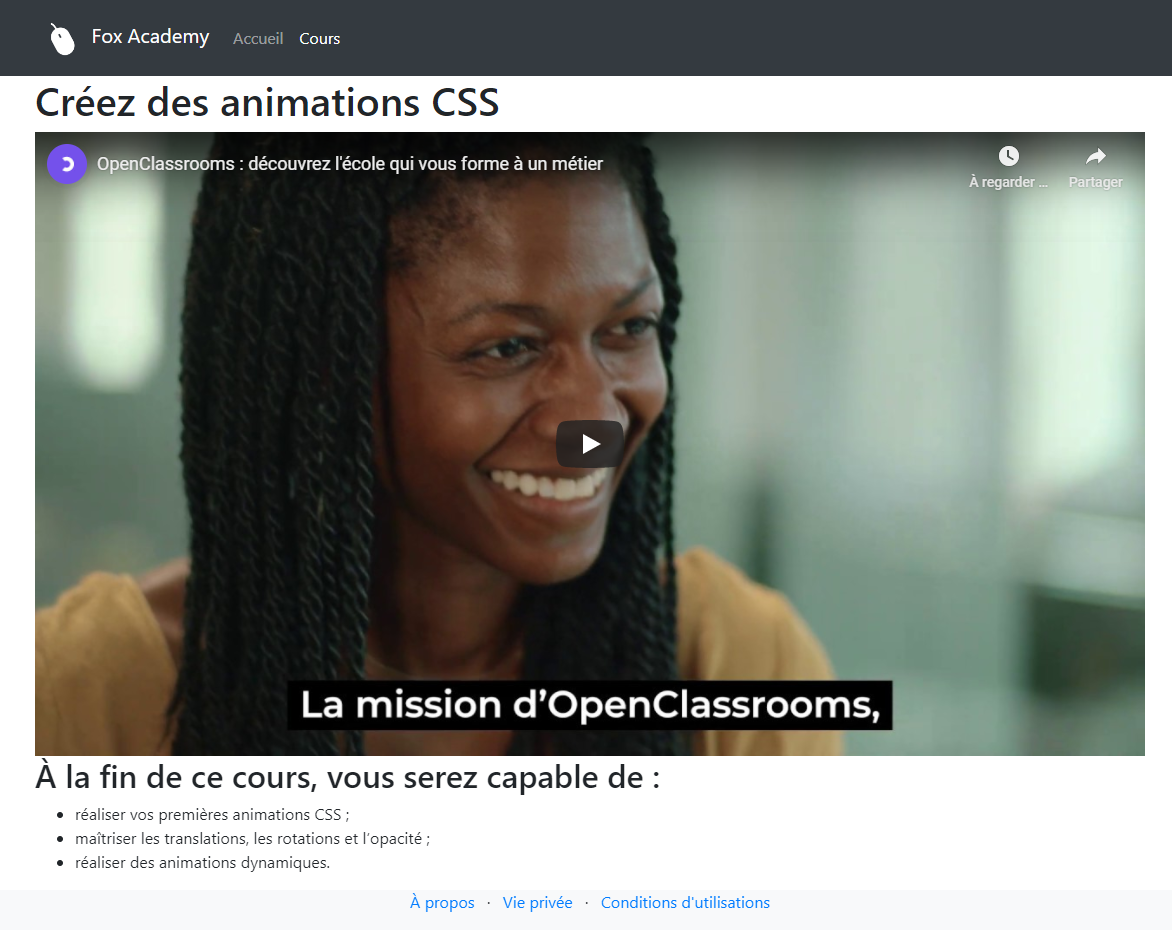 Fox Academy Accueil Cours
Créez des animations CSS
OpenClassrooms : découvrez l'école qui vous forme à un métier
À regarder ... Partager
La mission d’OpenClassrooms,
À la fin de ce cours, vous serez capable de :
réaliser vos premières animations CSS ;
maîtriser les translations, les rotations et l’opacité ;
réaliser des animations dynamiques.
À propos · Vie privée · Conditions d'utilisations